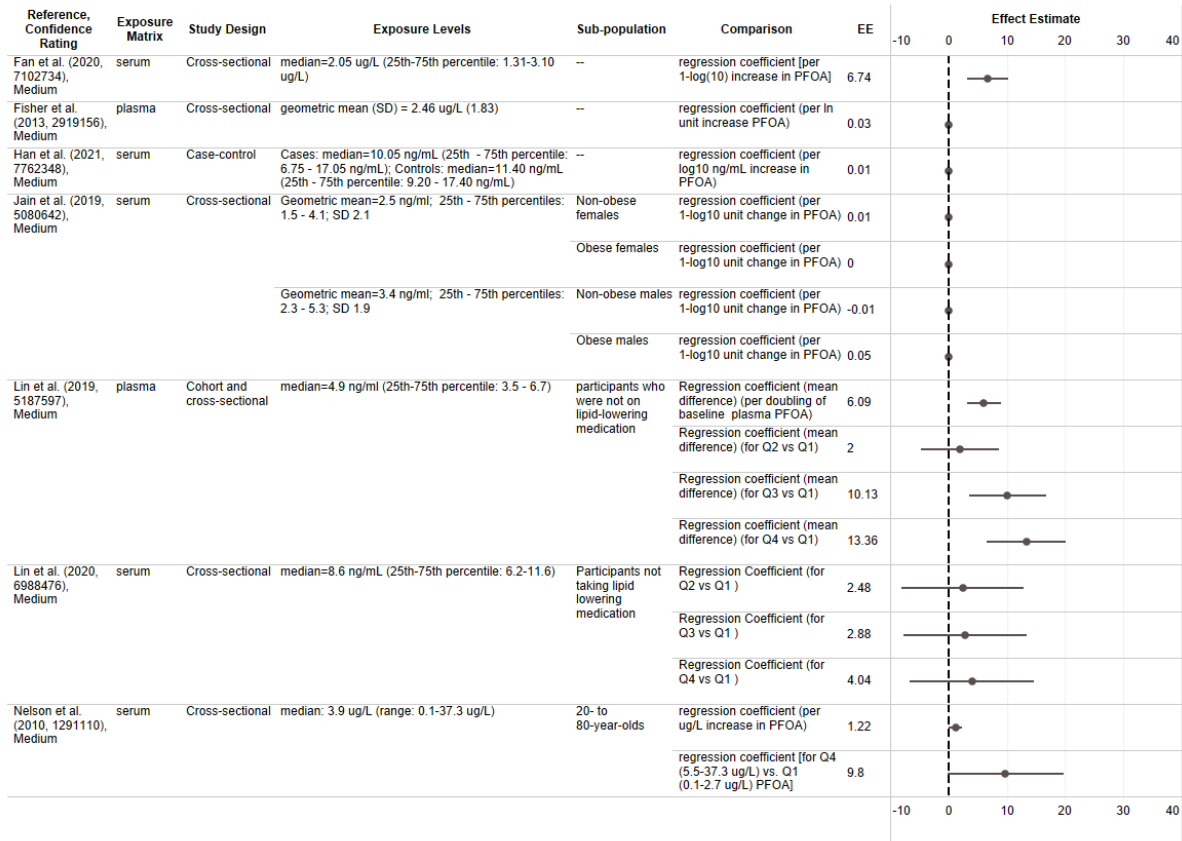 Reference, Confidence Rating	Exposure Matrix	Study Design	Exposure Levels	Sub-population	Comparison	EE	Effect Estimate
-10 0 10 20 30 40
Fan et al. (2020,
7102734),
Medium
serum
Cross-sectional
median=2.05 ug/L (25th-75th percentile: 1.31-3.10
ug/L)
--
regression coefficient [per
1-log(10) increase in PFOA]
6.74
Fisher et al.
(2013, 2919156),
Medium
plasma
Cross-sectional
geometric mean (SD) = 2.46 ug/L (1.83)
--
regression coefficient (per ln
unit increase PFOA)
0.03
Han et al. (2021,
7762348),
Medium
serum
Case-control
Cases: median=10.05 ng/mL (25th - 75th percentile:
6.75 - 17.05 ng/mL); Controls: median=11.40 ng/mL
(25th - 75th percentile: 9.20 - 17.40 ng/mL)
--
regression coefficient (per
log10 ng/mL increase in
PFOA)
0.01
Jain et al. (2019,
5080642),
Medium
serum
Cross-sectional
Geometric mean=2.5 ng/ml; 25th - 75th percentiles:
1.5 - 4.1; SD 2.1
Non-obese
females
regression coefficient (per
1-log10 unit change in PFOA)
0.01
Obese females
regression coefficient (per
1-log10 unit change in PFOA)
0
Geometric mean=3.4 ng/ml; 25th - 75th percentiles:
2.3 - 5.3; SD 1.9
Non-obese males
regression coefficient (per
1-log10 unit change in PFOA)
-0.01
Obese males
regression coefficient (per
1-log10 unit change in PFOA)
0.05
Lin et al. (2019,
5187597),
Medium
plasma
Cohort and
cross-sectional
median=4.9 ng/ml (25th-75th percentile: 3.5 - 6.7)
participants who
were not on
lipid-lowering
medication
Regression coefficient (mean
difference) (per doubling of
baseline plasma PFOA)
6.09
Regression coefficient (mean
difference) (for Q2 vs Q1)
2
Regression coefficient (mean
difference) (for Q3 vs Q1)
10.13
Regression coefficient (mean
difference) (for Q4 vs Q1)
13.36
Lin et al. (2020,
6988476),
Medium
serum
Cross-sectional
median=8.6 ng/mL (25th-75th percentile: 6.2-11.6)
Participants not
taking lipid
lowering
medication
Regression Coefficient (for
Q2 vs Q1 )
2.48
Regression Coefficient (for
Q3 vs Q1 )
2.88
Regression Coefficient (for
Q4 vs Q1 )
4.04
Nelson et al.
(2010, 1291110),
Medium
serum
Cross-sectional
median: 3.9 ug/L (range: 0.1-37.3 ug/L)
20- to
80-year-olds
regression coefficient (per
ug/L increase in PFOA)
1.22
regression coefficient [for Q4
(5.5-37.3 ug/L) vs. Q1
(0.1-2.7 ug/L) PFOA]
9.8
-10 0 10 20 30 40